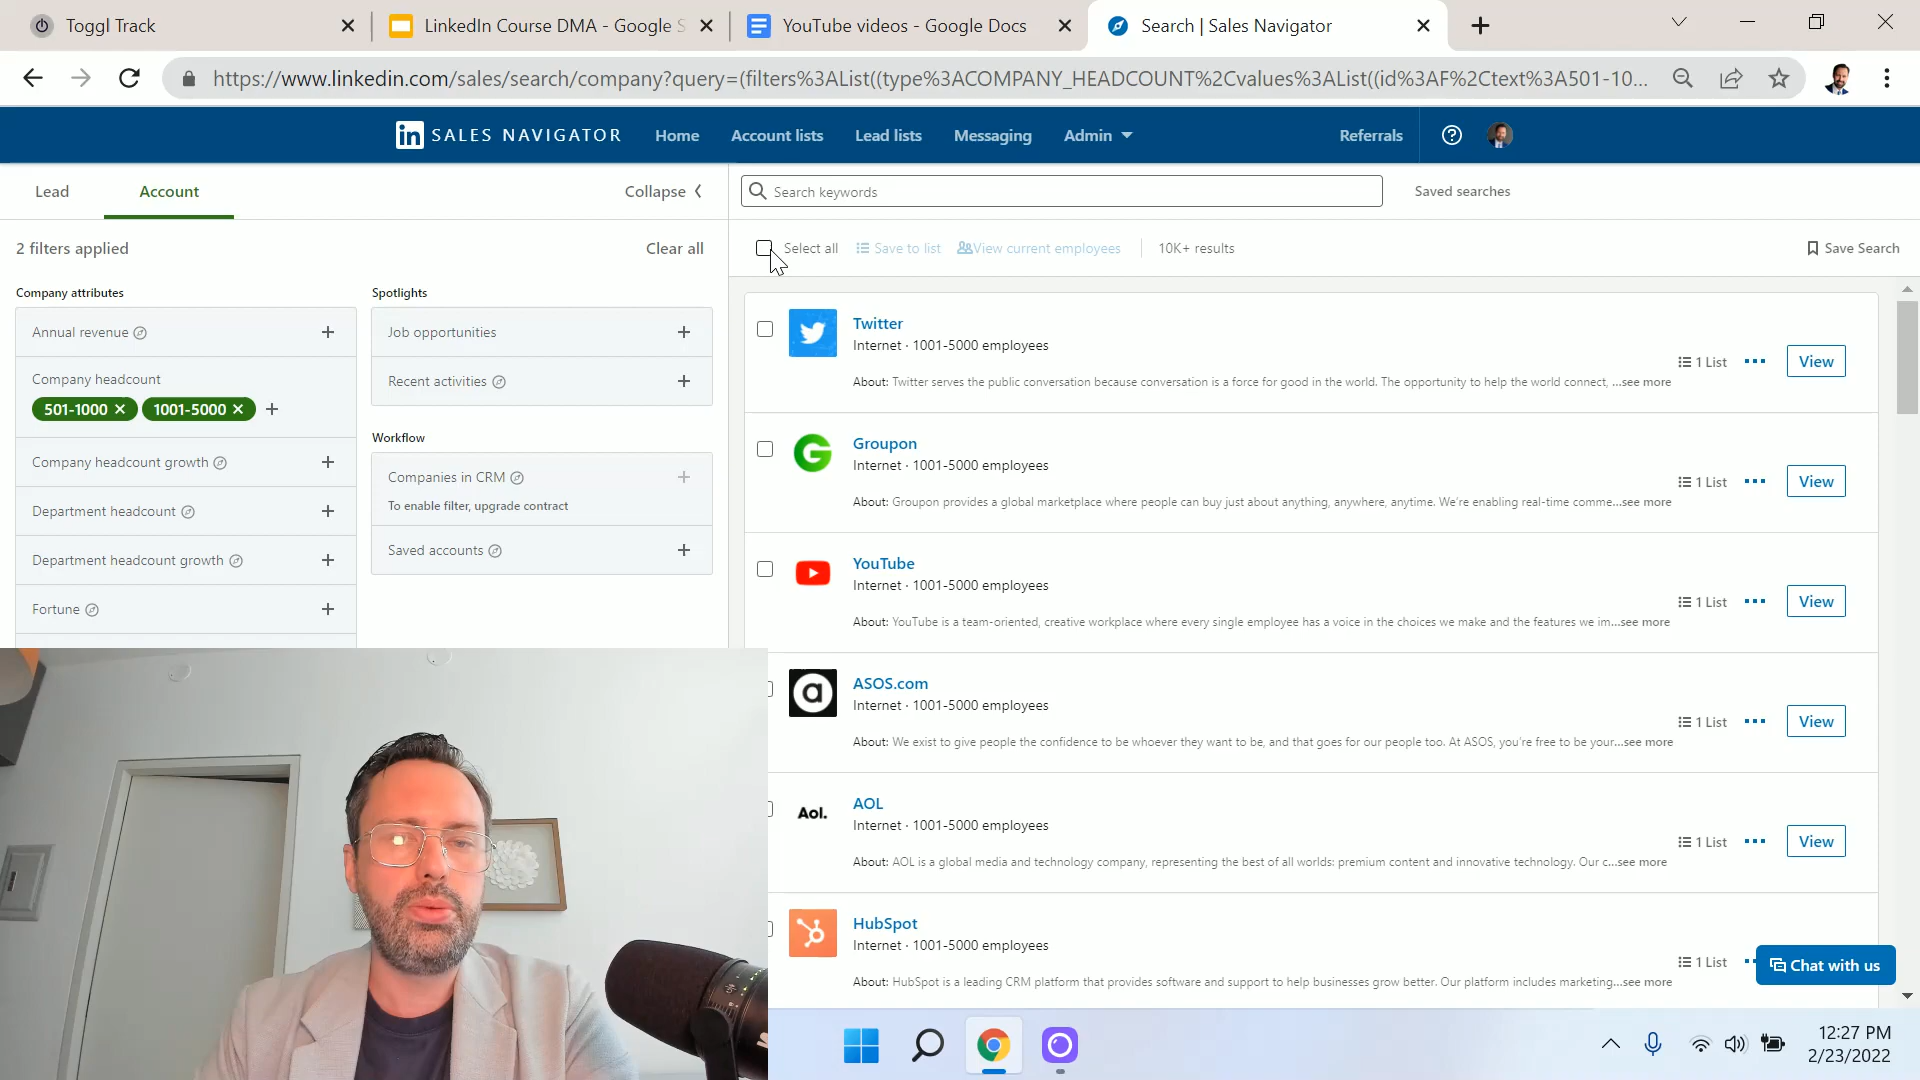 Toggl Track
LinkedIn Course DMA - Google S
YouTube videos - Google Docs
Search | Sales Navigator
https://www.linkedin.com/sales/search/company?query=(filters%3AList((type%3ACOMPANY_HEADCOUNT%2Cvalues%3AList((id%3AF%2Ctext%3A501-10...
in SALES NAVIGATOR
Home
Account lists
Lead lists
Messaging
Admin
Referrals
Lead
Account
Collapse
Search keywords
Saved searches
2 filters applied
Clear all
Select all
Save to list
View current employees
10K+ results
Save Search
Company attributes
Annual revenue
Company headcount
501-1000
1001-5000
Company headcount growth
Department headcount
Department headcount growth
Fortune
Spotlights
Job opportunities
Recent activities
Workflow
Companies in CRM
To enable filter, upgrade contract
Saved accounts
Twitter
Internet · 1001-5000 employees
1 List
View
About: Twitter serves the public conversation because conversation is a force for good in the world. The opportunity to help the world connect, ...see more
Groupon
Internet · 1001-5000 employees
1 List
View
About: Groupon provides a global marketplace where people can buy just about anything, anywhere, anytime. We're enabling real-time comme...see more
YouTube
Internet · 1001-5000 employees
1 List
View
About: YouTube is a team-oriented, creative workplace where every single employee has a voice in the choices we make and the features we im...see more
a
ASOS.com
Internet · 1001-5000 employees
1 List
View
About: We exist to give people the confidence to be whoever they want to be, and that goes for our people too. At ASOS, you're free to be your...see more
Aol.
AOL
Internet · 1001-5000 employees
1 List
View
About: AOL is a global media and technology company, representing the best of all worlds: premium content and innovative technology. Our c...see more
HubSpot
Internet · 1001-5000 employees
1 List
About: HubSpot is a leading CRM platform that provides software and support to help businesses grow better. Our platform includes marketing...see more
Chat with us
12:27 PM
2/23/2022